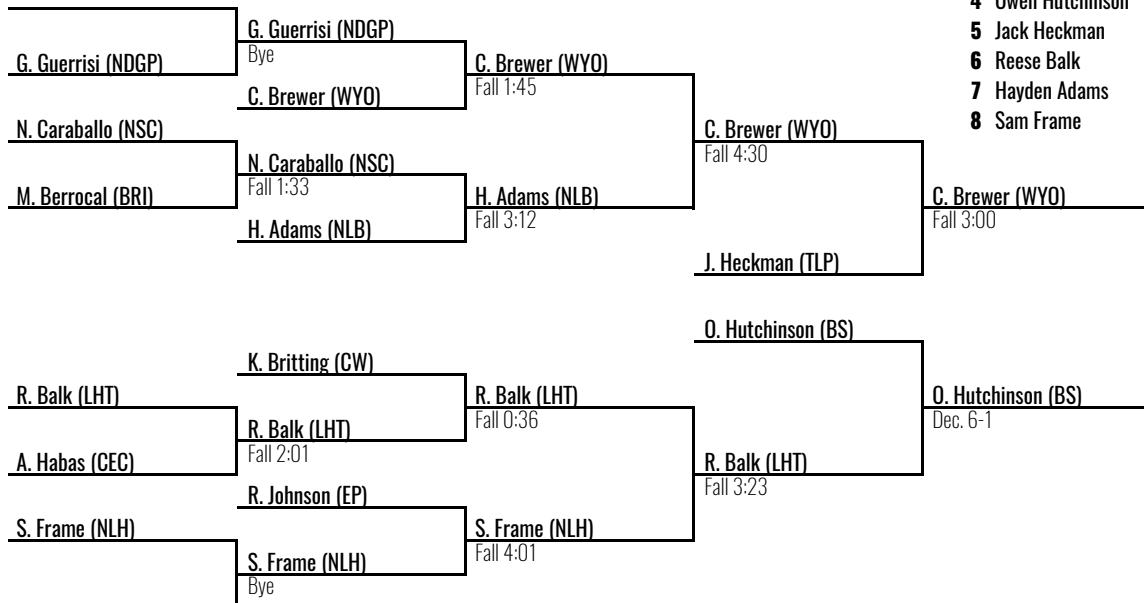 4 Owen Hutchinson
5 Jack Heckman
6 Reese Balk
7 Hayden Adams
8 Sam Frame
G. Guerrisi (NDGP)
G. Guerrisi (NDGP)
Bye
C. Brewer (WYO)
C. Brewer (WYO)
Fall 1:45
N. Caraballo (NSC)
M. Berrocal (BRI)
N. Caraballo (NSC)
Fall 1:33
H. Adams (NLB)
H. Adams (NLB)
Fall 3:12
C. Brewer (WYO)
Fall 4:30
J. Heckman (TLP)
C. Brewer (WYO)
Fall 3:00
O. Hutchinson (BS)
K. Britting (CW)
R. Balk (LHT)
A. Habas (CEC)
R. Balk (LHT)
Fall 2:01
R. Balk (LHT)
Fall 0:36
R. Johnson (EP)
S. Frame (NLH)
S. Frame (NLH)
Bye
S. Frame (NLH)
Fall 4:01
R. Balk (LHT)
Fall 3:23
O. Hutchinson (BS)
Dec. 6-1